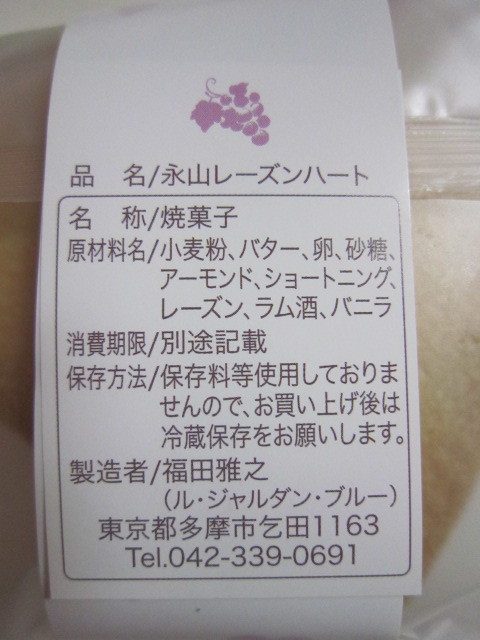 品　名/永山レーズンハート
名　称/焼菓子
原材料名/小麦粉、バター、卵、砂糖、
アーモンド、ショートニング、
レーズン、ラム酒、バニラ
消費期限/別途記載
保存方法/保存料等使用しておりま
せんので、お買い上げ後は
冷蔵保存をお願いします。
製造者/福田雅之
（ル・ジャルダン・ブルー）
東京都多摩市乞田1163
Tel.042-339-0691